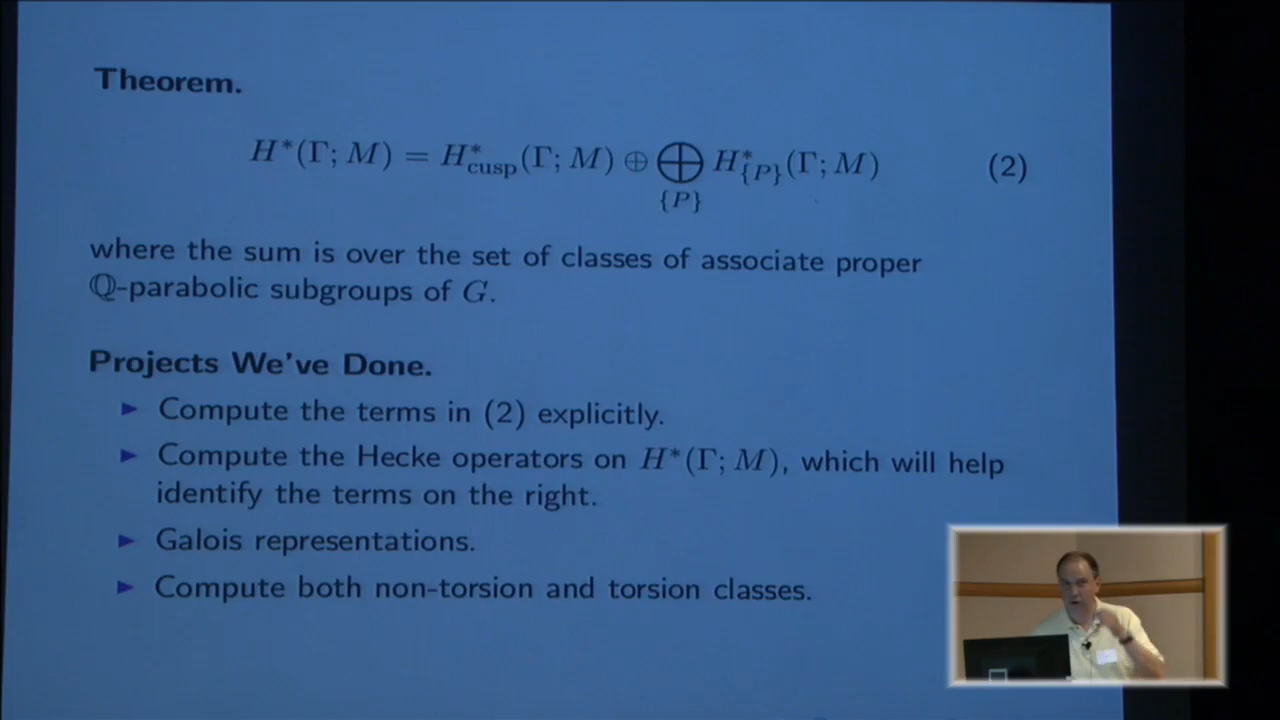 Theorem.
H*(Γ; M) = H*_cusp(Γ; M) ⊕ ⨁_{P} H*_{P}(Γ; M) (2)
where the sum is over the set of classes of associate proper
ℚ-parabolic subgroups of G.
Projects We've Done.
▶ Compute the terms in (2) explicitly.
▶ Compute the Hecke operators on H*(Γ; M), which will help
identify the terms on the right.
▶ Galois representations.
▶ Compute both non-torsion and torsion classes.